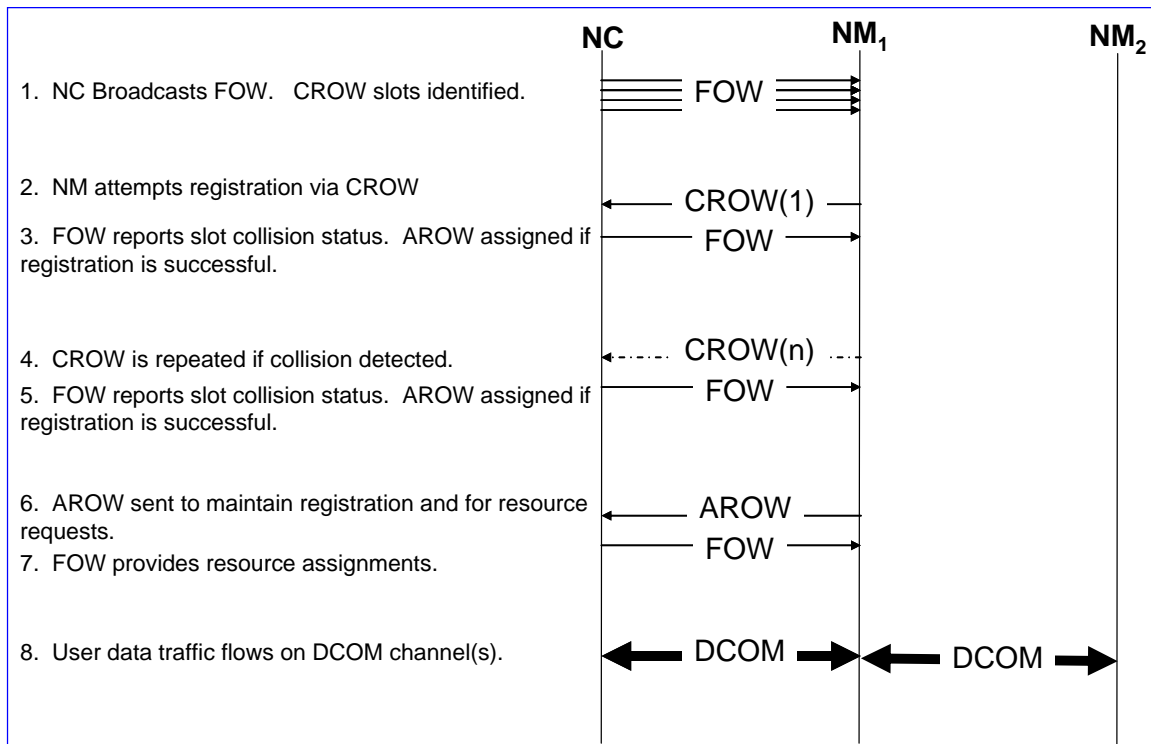 NC NM₁ NM₂
1. NC Broadcasts FOW. CROW slots identified.
FOW
2. NM attempts registration via CROW
CROW(1)
3. FOW reports slot collision status. AROW assigned if
registration is successful.
FOW
4. CROW is repeated if collision detected.
CROW(n)
5. FOW reports slot collision status. AROW assigned if
registration is successful.
FOW
6. AROW sent to maintain registration and for resource
requests.
AROW
7. FOW provides resource assignments.
FOW
8. User data traffic flows on DCOM channel(s).
DCOM
DCOM